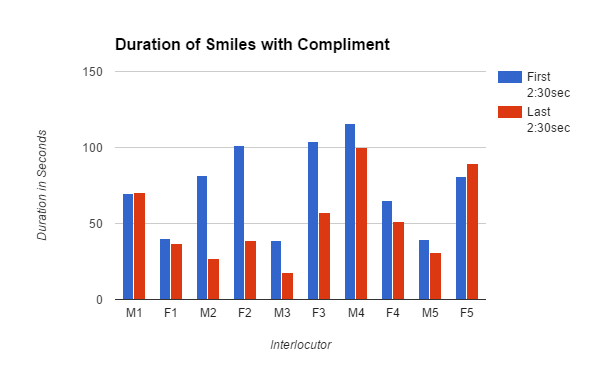 Duration of Smiles with Compliment
150
100
50
0
Duration in Seconds
M1 F1 M2 F2 M3 F3 M4 F4 M5 F5
Interlocutor
First
2:30sec
Last
2:30sec